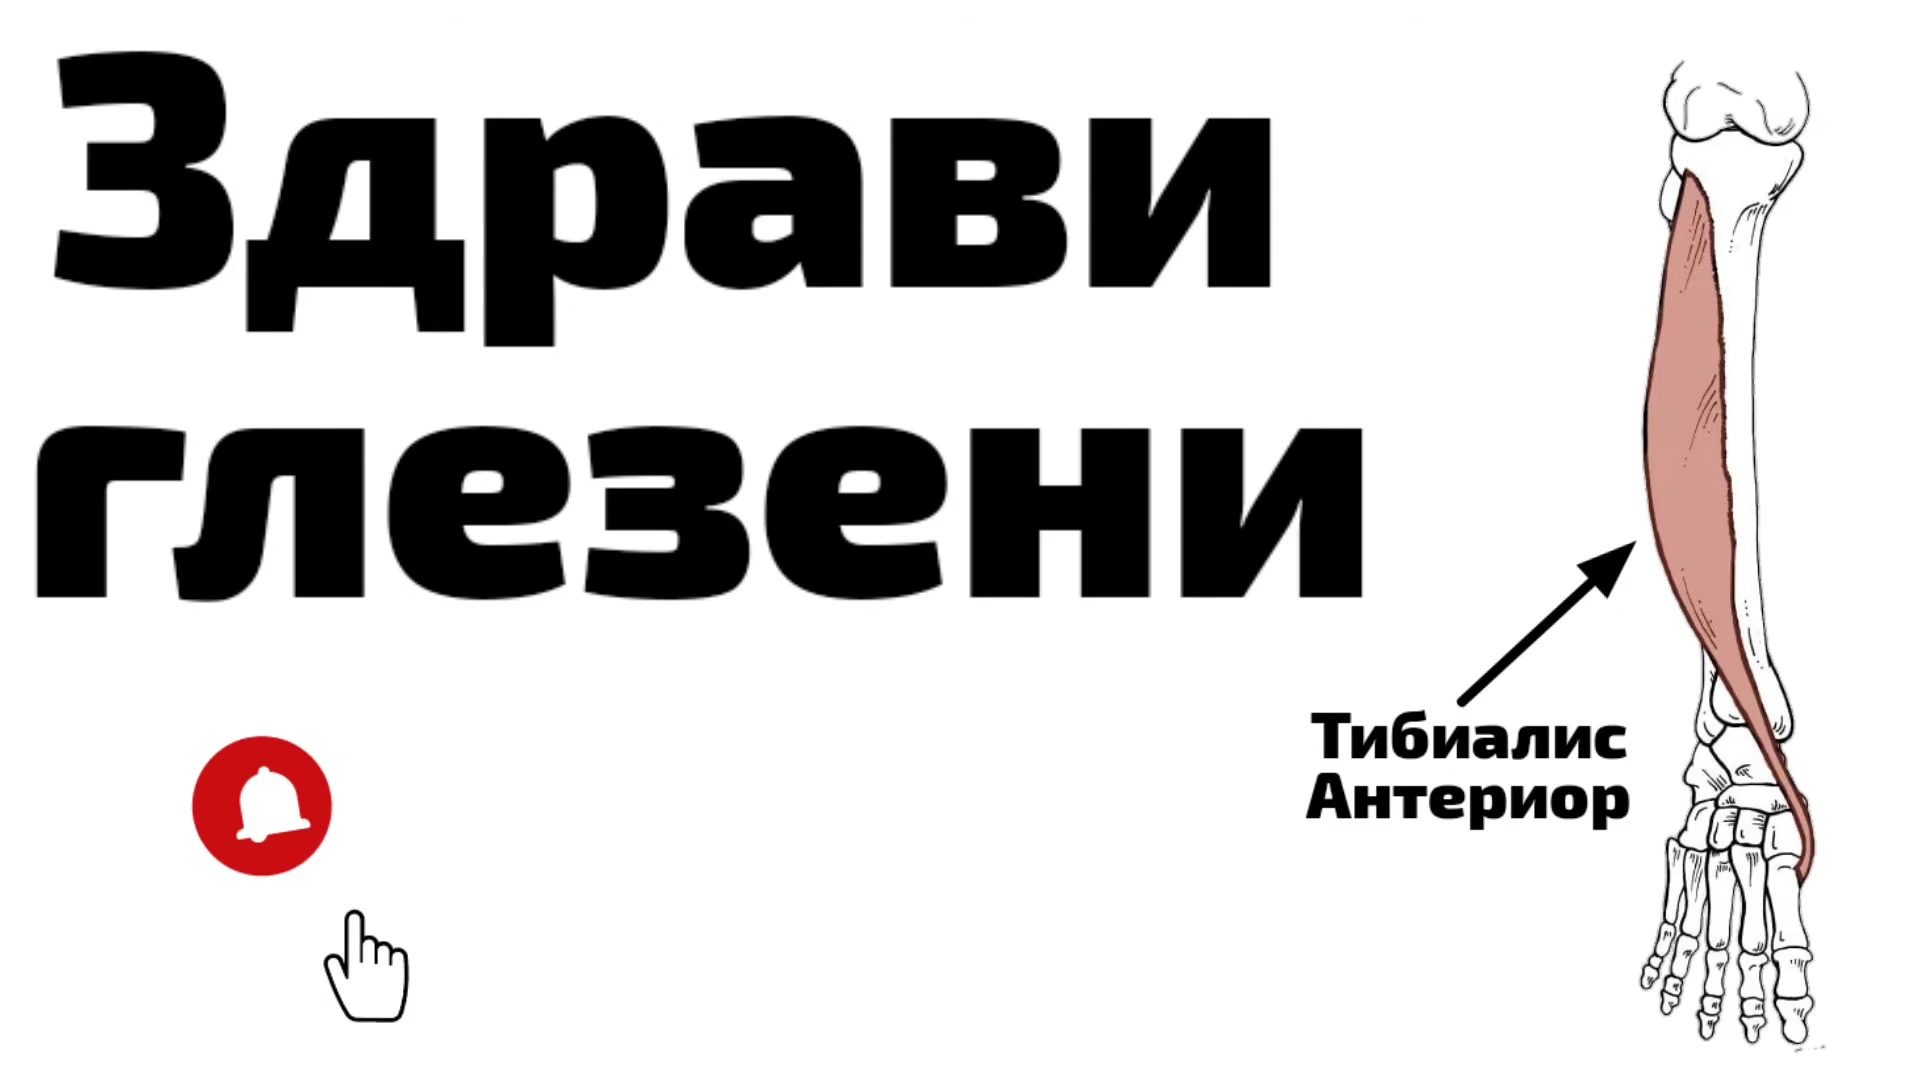 Здрави
глезени
Тибиалис
Антериор